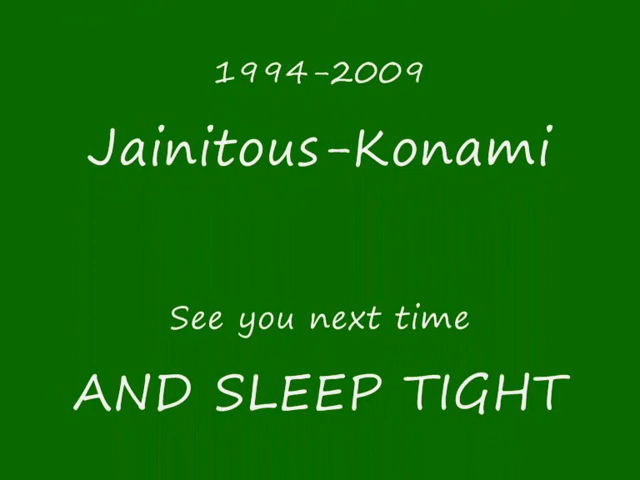 1994-2009
Jainitous-Konami
See you next time
AND SLEEP TIGHT